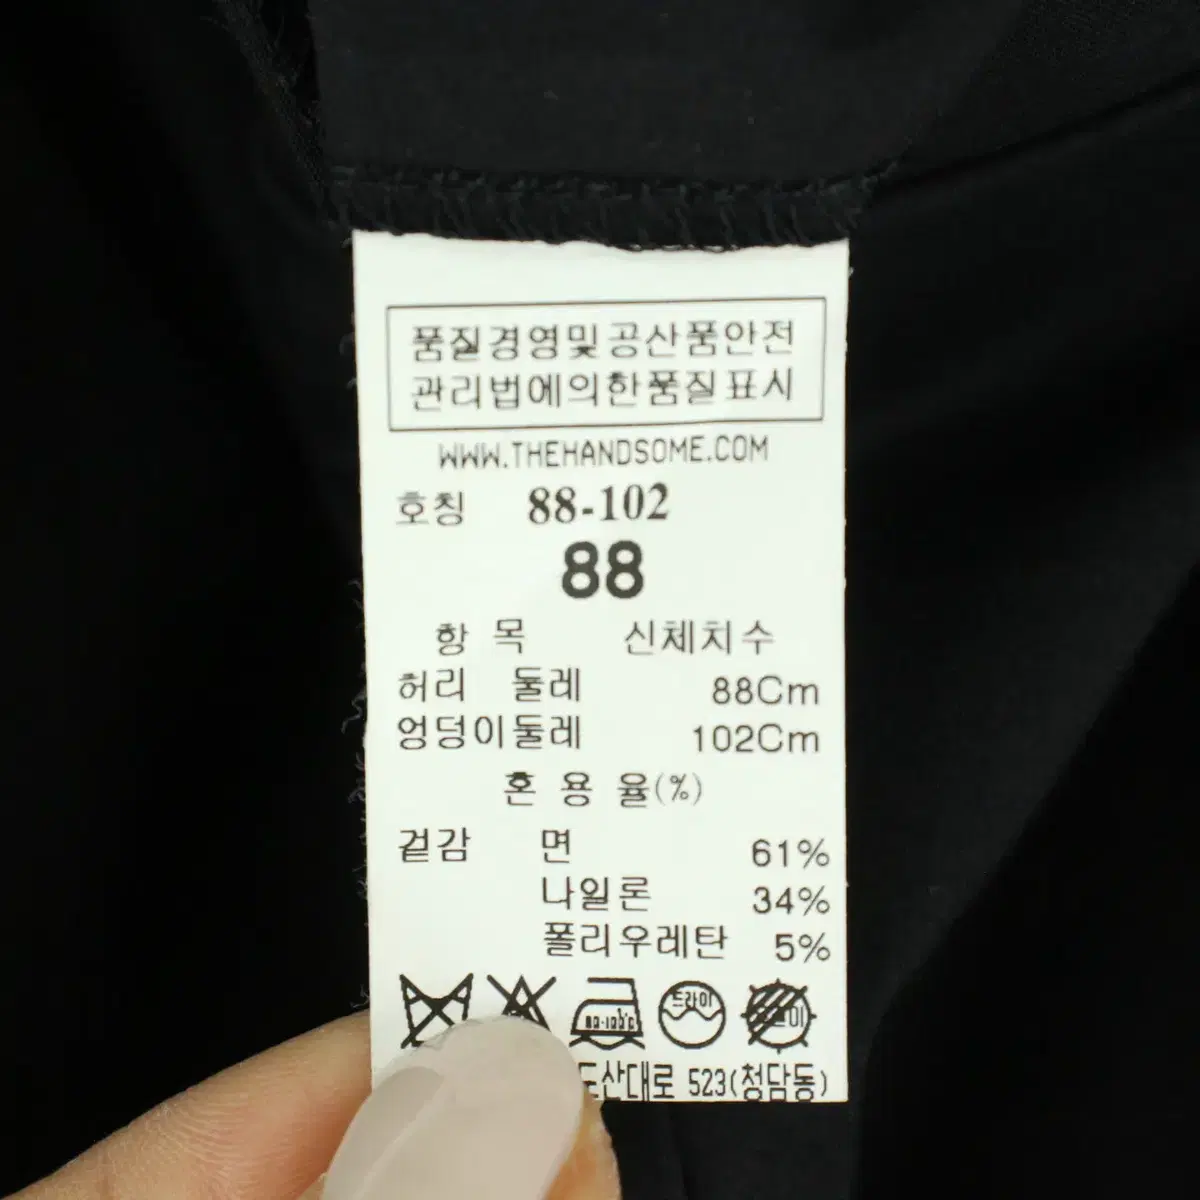 품질경영및공산품안전
관리법에의한품질표시
WWW.THEHANDSOME.COM
호칭 88-102
88
항 목 신체치수
허리 둘레 88Cm
엉덩이둘레 102Cm
혼 용 율(%)
겉감 면 61%
나일론 34%
폴리우레탄 5%
드라이
도산대로 523(청담동)